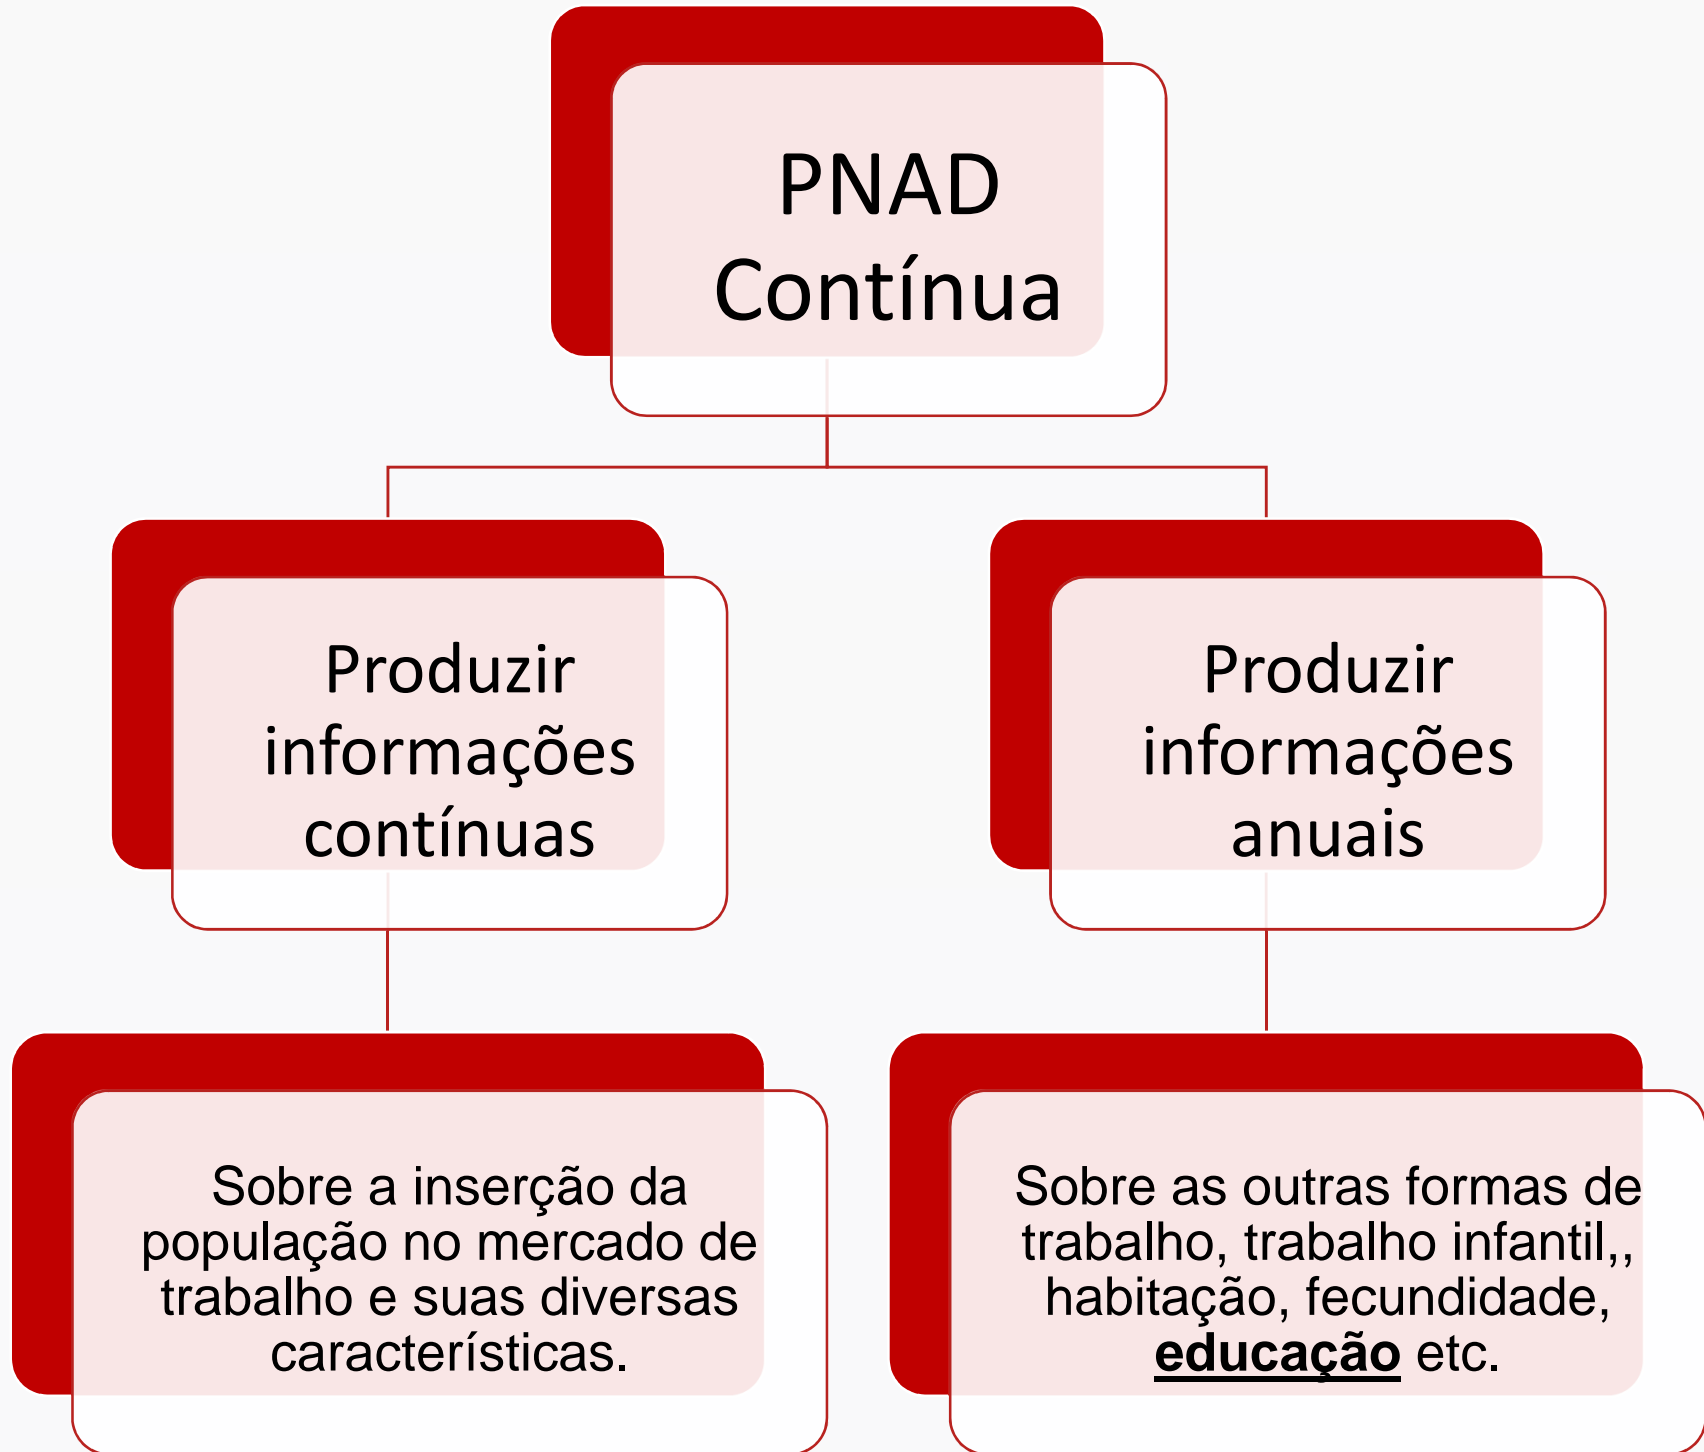 PNAD
Contínua
Produzir
informações
contínuas
Produzir
informações
anuais
Sobre a inserção da
população no mercado de
trabalho e suas diversas
características.
Sobre as outras formas de
trabalho, trabalho infantil,,
habitação, fecundidade,
educação etc.